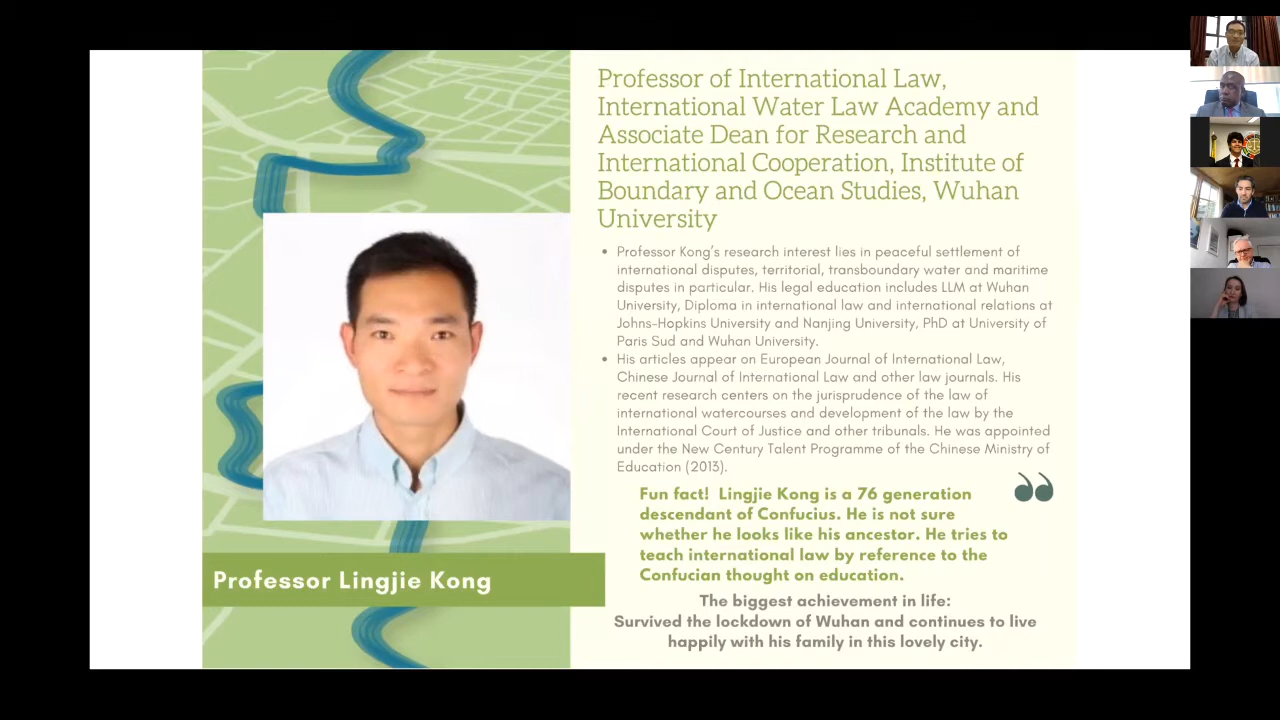 Professor of International Law,
International Water Law Academy and
Associate Dean for Research and
International Cooperation, Institute of
Boundary and Ocean Studies, Wuhan
University
• Professor Kong's research interest lies in peaceful settlement of
international disputes, territorial, transboundary water and maritime
disputes in particular. His legal education includes LLM at Wuhan
University, Diploma in international law and international relations at
Johns-Hopkins University and Nanjing University, PhD at University of
Paris Sud and Wuhan University.
• His articles appear on European Journal of International Law,
Chinese Journal of International Law and other law journals. His
recent research centers on the jurisprudence of the law of
international watercourses and development of the law by the
International Court of Justice and other tribunals. He was appointed
under the New Century Talent Programme of the Chinese Ministry of
Education (2013).
Fun fact! Lingjie Kong is a 76 generation
descendant of Confucius. He is not sure
whether he looks like his ancestor. He tries to
teach international law by reference to the
Confucian thought on education.
Professor Lingjie Kong
The biggest achievement in life:
Survived the lockdown of Wuhan and continues to live
happily with his family in this lovely city.